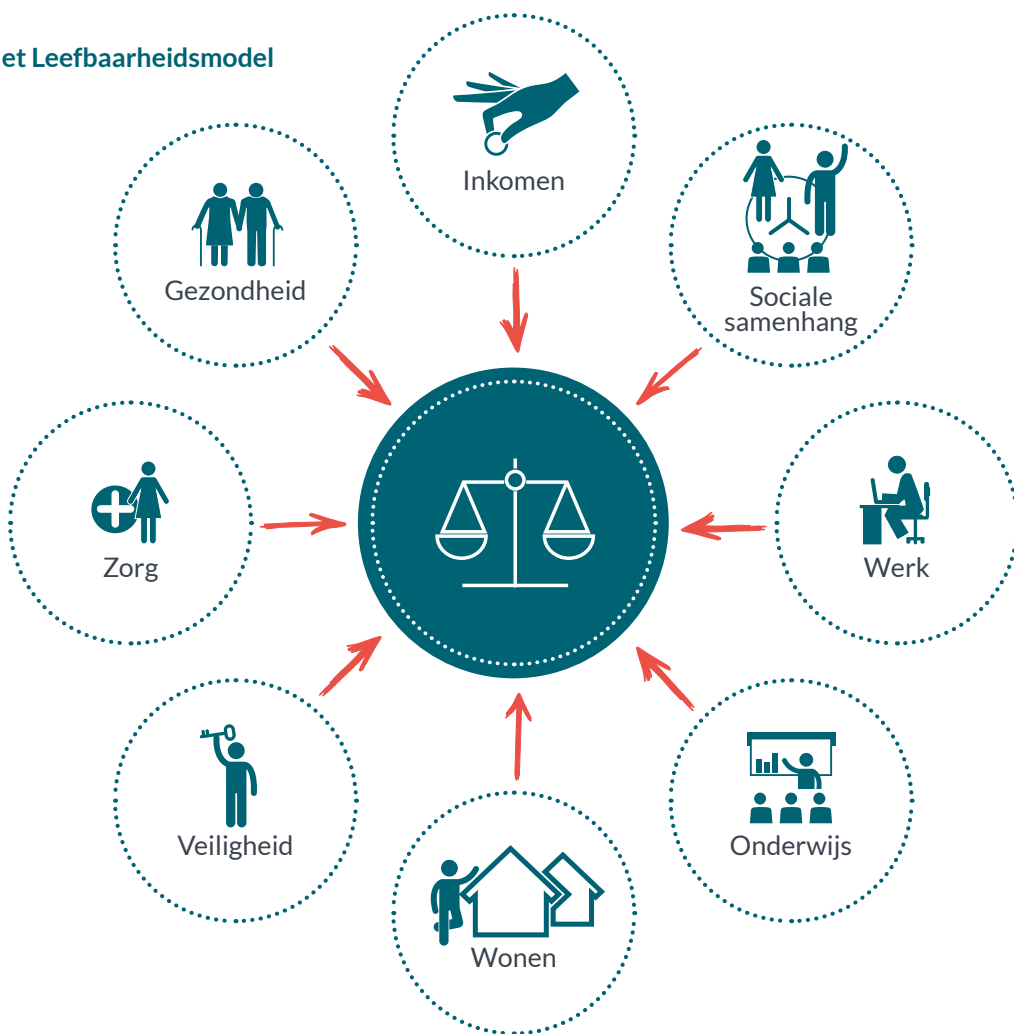 et Leefbaarheidsmodel
Inkomen
Gezondheid
Sociale
samenhang
Zorg
Werk
Veiligheid
Onderwijs
Wonen